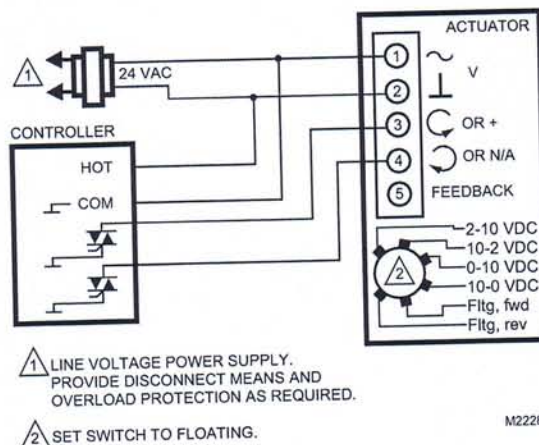 ACTUATOR
1
24 VAC
1
V
2
3
OR +
CONTROLLER
4
OR N/A
HOT
5
FEEDBACK
COM
2-10 VDC
10-2 VDC
2
0-10 VDC
10-0 VDC
Fltg, fwd
Fltg, rev
1 LINE VOLTAGE POWER SUPPLY.
PROVIDE DISCONNECT MEANS AND
OVERLOAD PROTECTION AS REQUIRED.
2 SET SWITCH TO FLOATING.